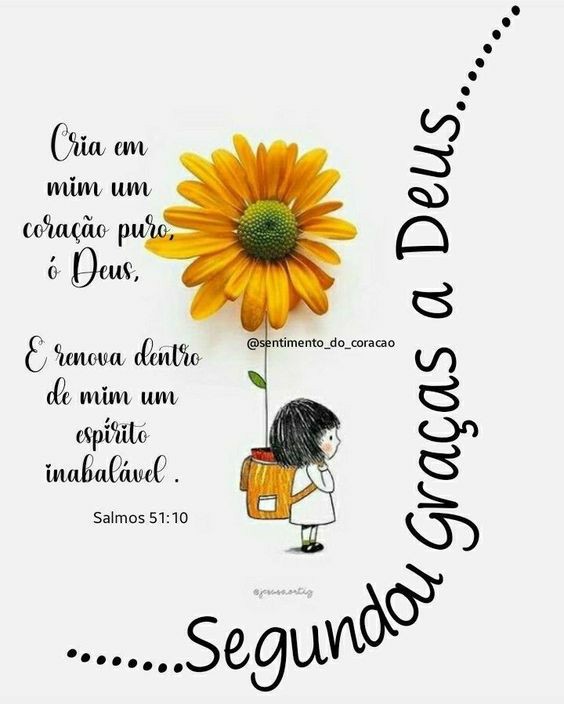 Cria em
mim um
coração puro,
ó Deus,
E renova dentro
de mim um
espírito
inabalável .
Salmos 51:10
@sentimento_do_coracao
........Segundou Graças a Deus........